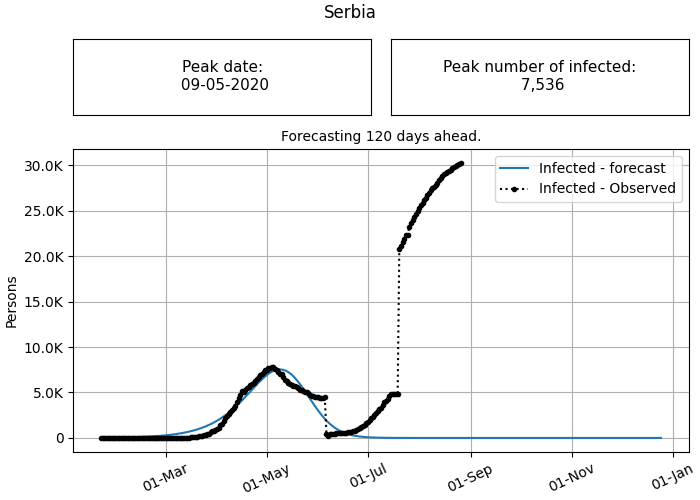 Serbia
Peak date:
09-05-2020
Peak number of infected:
7,536
Forecasting 120 days ahead.
Infected - forecast
Infected - Observed
30.0K
25.0K
20.0K
15.0K
10.0K
5.0K
0
Persons
01-Mar
01-May
01-Jul
01-Sep
01-Nov
01-Jan